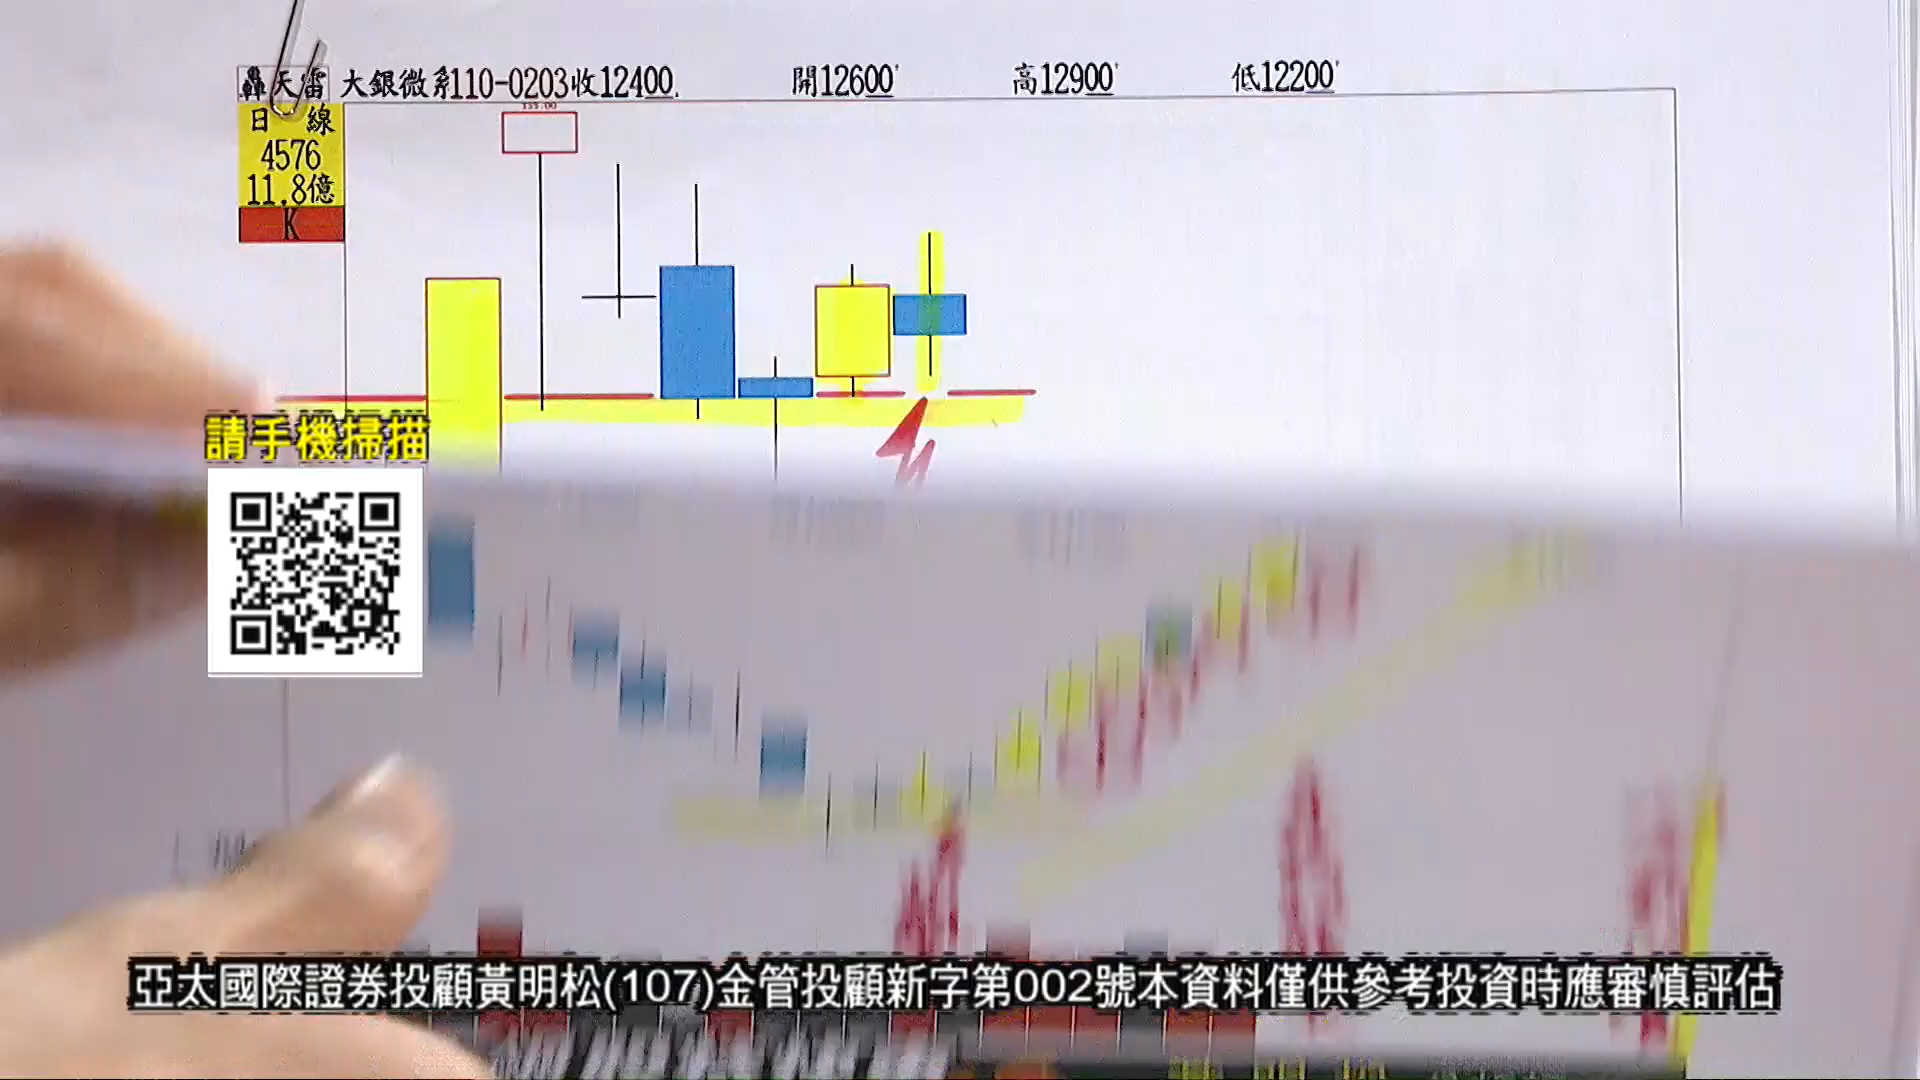 轟天雷 大銀微系110-0203收12400. 開12600 高12900 低12200
日 線
4576
11.8億
K
135.00
請手機掃描
亞太國際證券投顧黃明松(107)金管投顧新字第002號本資料僅供參考投資時應審慎評估